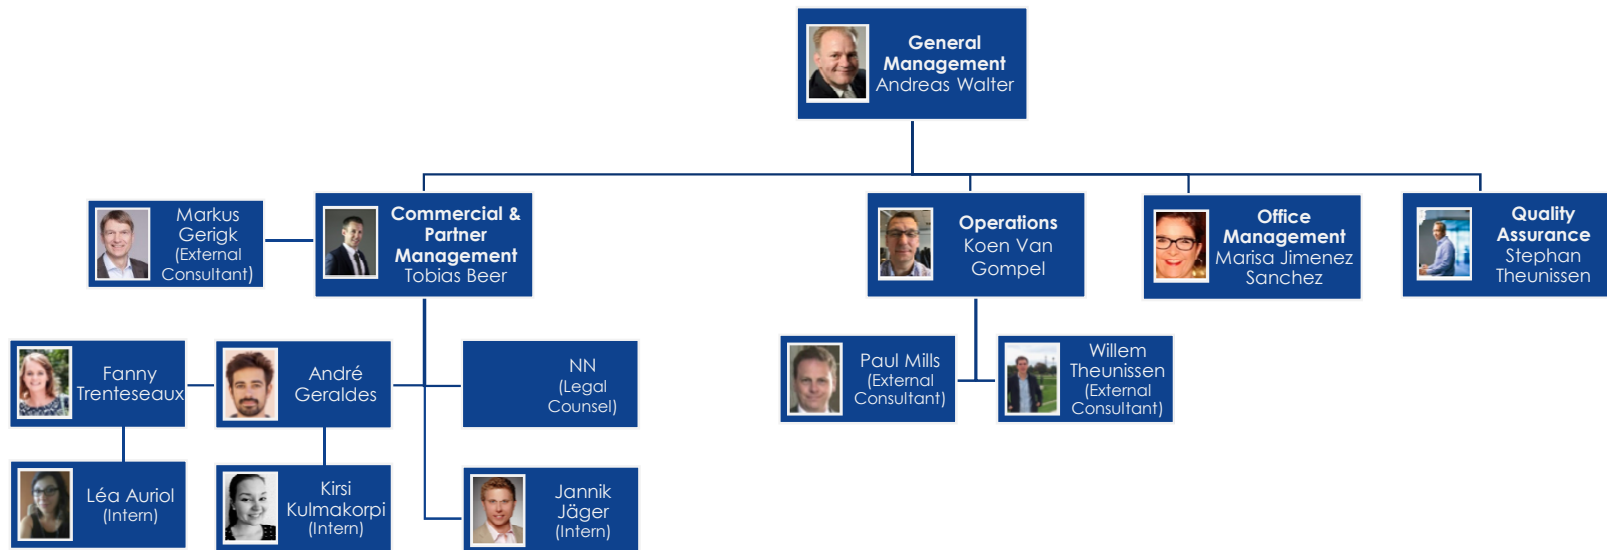 General
Management
Andreas Walter
Markus
Gerigk
(External
Consultant)
Commercial &
Partner
Management
Tobias Beer
Operations
Koen Van
Gompel
Office
Management
Marisa Jimenez
Sanchez
Quality
Assurance
Stephan
Theunissen
Fanny
Trenteseaux
André
Geraldes
NN
(Legal
Counsel)
Paul Mills
(External
Consultant)
Willem
Theunissen
(External
Consultant)
Léa Auriol
(Intern)
Kirsi
Kulmakorpi
(Intern)
Jannik
Jäger
(Intern)